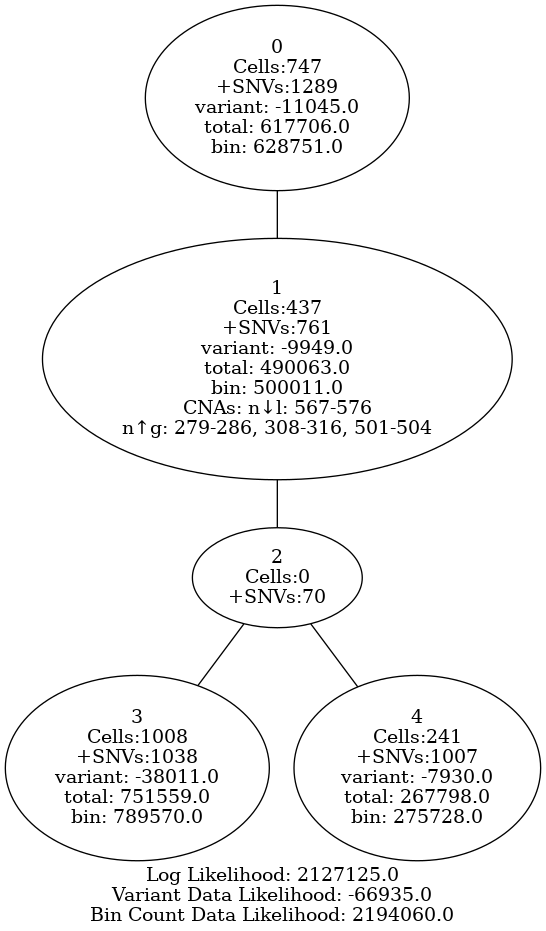 0
Cells:747
+SNVs:1289
variant: -11045.0
total: 617706.0
bin: 628751.0
1
Cells:437
+SNVs:761
variant: -9949.0
total: 490063.0
bin: 500011.0
CNAs: n↓l: 567-576
n↑g: 279-286, 308-316, 501-504
2
Cells:0
+SNVs:70
3
Cells:1008
+SNVs:1038
variant: -38011.0
total: 751559.0
bin: 789570.0
4
Cells:241
+SNVs:1007
variant: -7930.0
total: 267798.0
bin: 275728.0
Log Likelihood: 2127125.0
Variant Data Likelihood: -66935.0
Bin Count Data Likelihood: 2194060.0